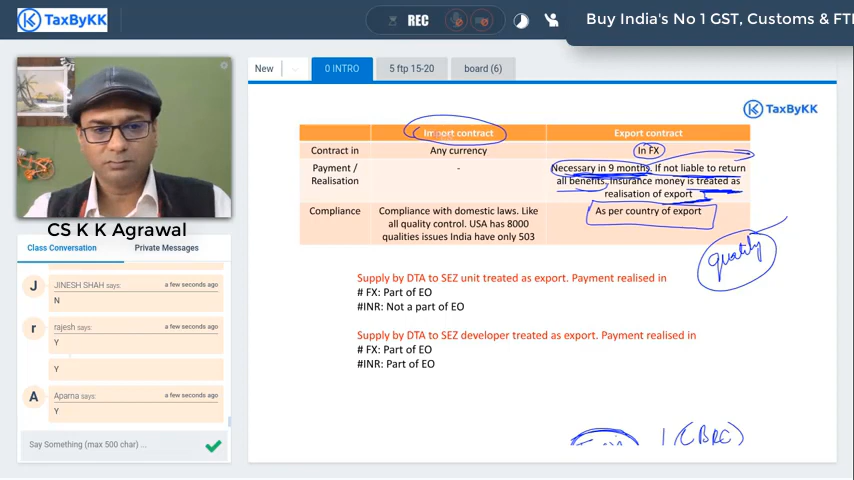 TaxByKK
REC
Buy India's No 1 GST, Customs & FT
New
0 INTRO
5 ftp 15-20
board (6)
TaxByKK
Import contract
Export contract
Contract in
Any currency
In FX
Payment / Realisation
-
Necessary in 9 months. If not liable to return
all benefits. Insurance money is treated as
realisation of export
Compliance
Compliance with domestic laws. Like
all quality control. USA has 8000
qualities issues India have only 503
As per country of export
quality
Supply by DTA to SEZ unit treated as export. Payment realised in
# FX: Part of EO
#INR: Not a part of EO
Supply by DTA to SEZ developer treated as export. Payment realised in
# FX: Part of EO
#INR: Part of EO
1 (BRC)
CS K K Agrawal
Class Conversation
Private Messages
J
JINESH SHAH says:
a few seconds ago
N
r
rajesh says:
a few seconds ago
Y
Y
A
Aparna says:
a few seconds ago
Y
Say Something (max 500 char) ...